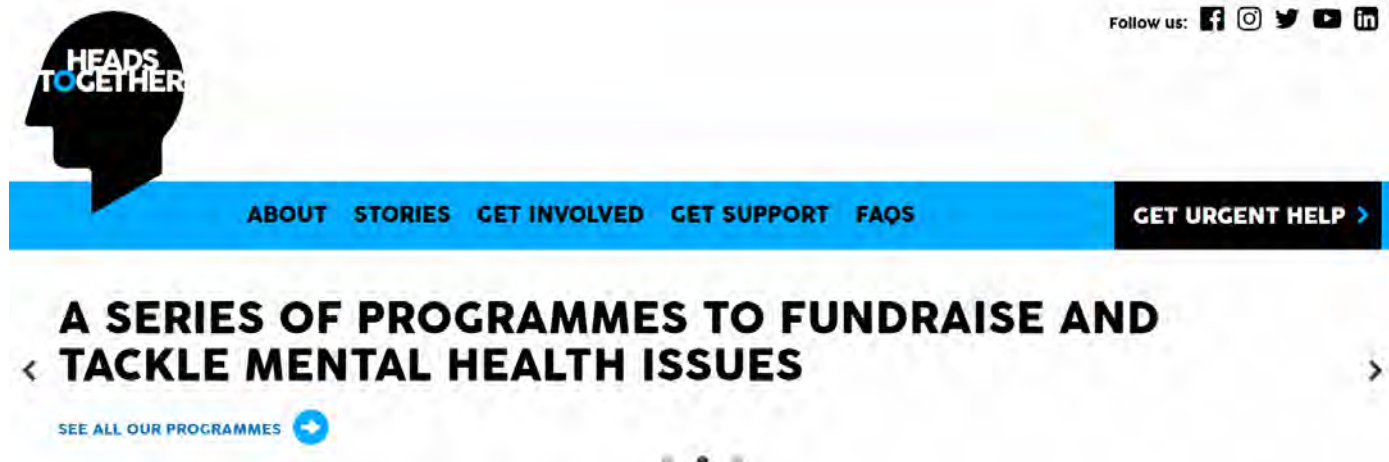 Follow us:
HEADS
TOGETHER
ABOUT STORIES GET INVOLVED GET SUPPORT FAQS
GET URGENT HELP >
A SERIES OF PROGRAMMES TO FUNDRAISE AND
TACKLE MENTAL HEALTH ISSUES
SEE ALL OUR PROGRAMMES